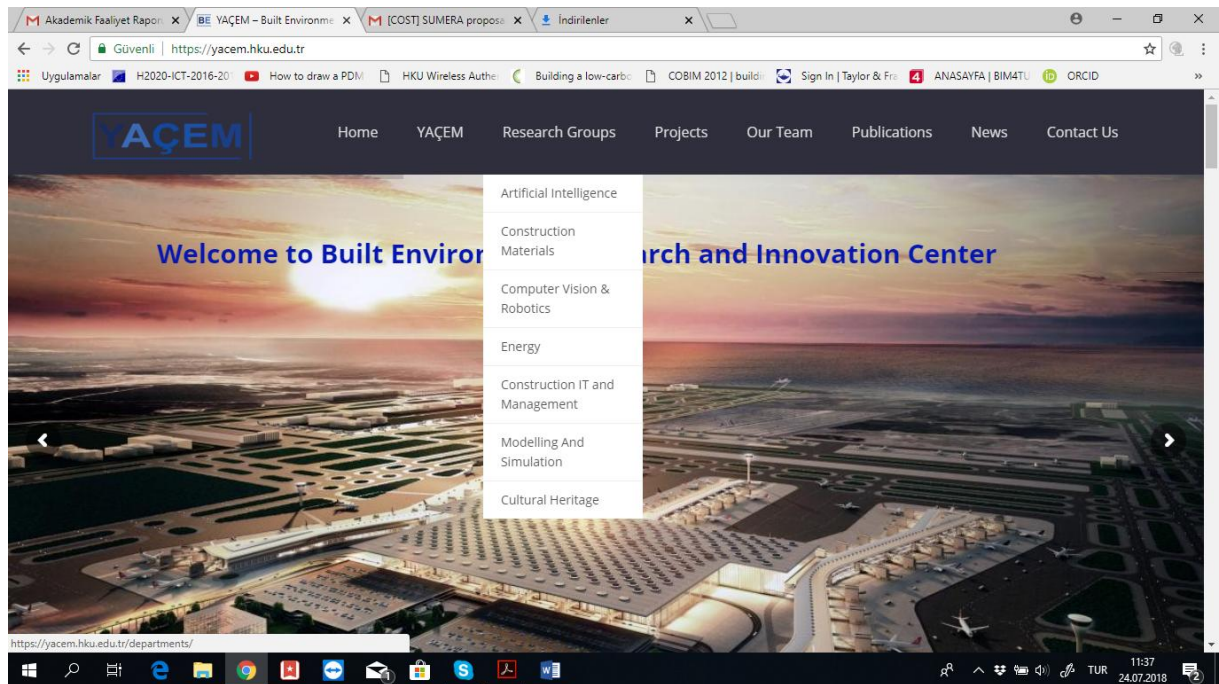 Akademik Faaliyet Rapor
YAÇEM – Built Environme
[COST] SUMERA propos
İndirilenler
Güvenli | https://yacem.hku.edu.tr
Uygulamalar H2020-ICT-2016-20 How to draw a PDM HKU Wireless Authe Building a low-carbo COBIM 2012 | buildi Sign In | Taylor & Fra 4 ANASAYFA | BIM4TU iD ORCID »
YAÇEM
Home YAÇEM Research Groups Projects Our Team Publications News Contact Us
Artificial Intelligence
Construction
Materials
Computer Vision &
Robotics
Energy
Construction IT and
Management
Modelling And
Simulation
Cultural Heritage
Welcome to Built Enviro rch and Innovation Center
https://yacem.hku.edu.tr/departments/
TUR
11:37
24.07.2018